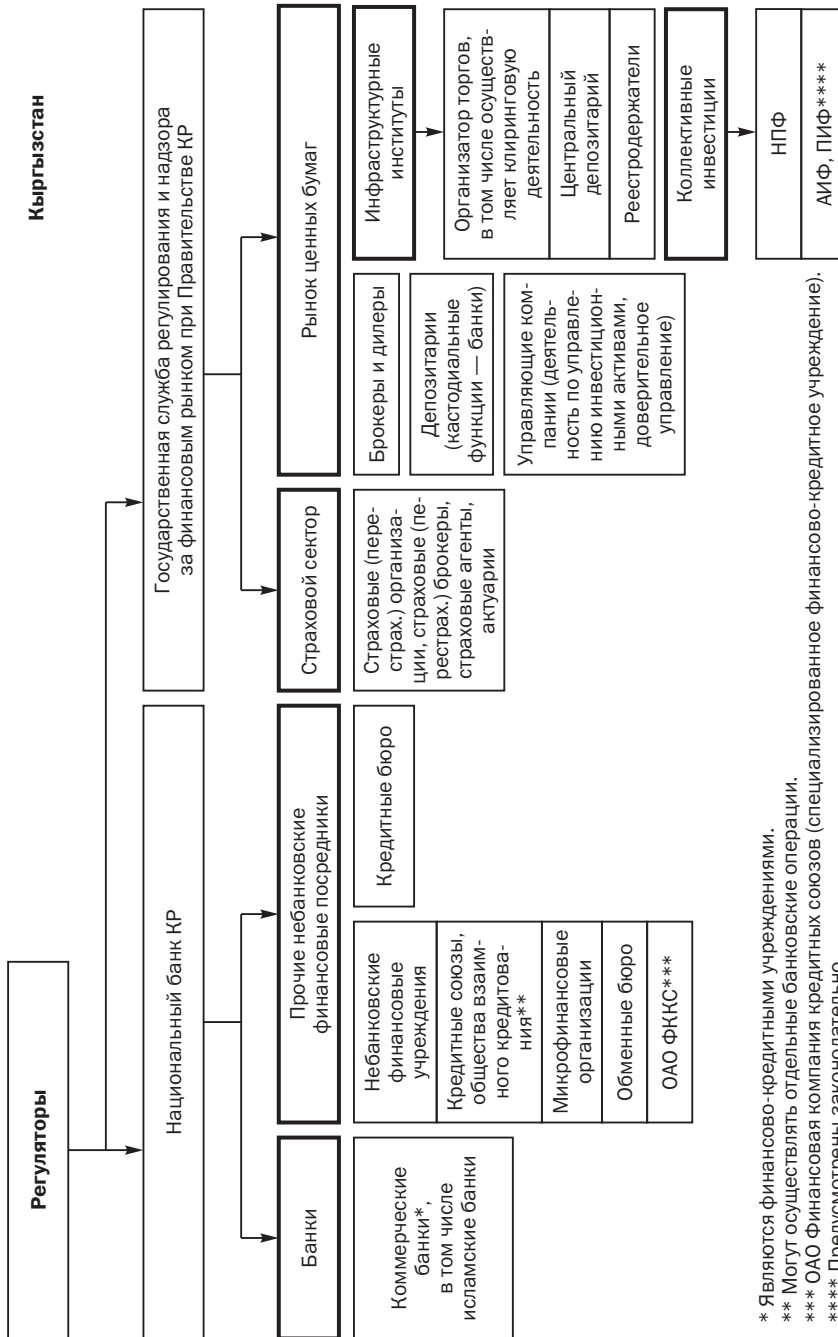 Кыргызстан
Регуляторы
Национальный банк КР
Государственная служба регулирования и надзора
за финансовым рынком при Правительстве КР
Банки
Прочие небанковские
финансовые посредники
Страховой сектор
Рынок ценных бумаг
Коммерческие
банки*,
в том числе
исламские банки
Небанковские
финансовые
учреждения
Кредитные союзы,
общества взаим-
ного кредитова-
ния**
Микрофинансовые
организации
Обменные бюро
ОАО ФККС***
Кредитные бюро
Страховые (пере-
страх.) организа-
ции, страховые (пе-
рестрах.) брокеры,
страховые агенты,
актуарии
Брокеры и дилеры
Депозитарии
(кастодиальные
функции — банки)
Управляющие ком-
пании (деятель-
ность по управле-
нию инвестицион-
ными активами,
доверительное
управление)
Инфраструктурные
институты
Организатор торгов,
в том числе осуществ-
ляет клиринговую
деятельность
Центральный
депозитарий
Реестродержатели
Коллективные
инвестиции
НПФ
АИФ, ПИФ****
* Являются финансово-кредитными учреждениями.
** Могут осуществлять отдельные банковские операции.
*** ОАО Финансовая компания кредитных союзов (специализированное финансово-кредитное учреждение).
**** Предусмотрены законодательно